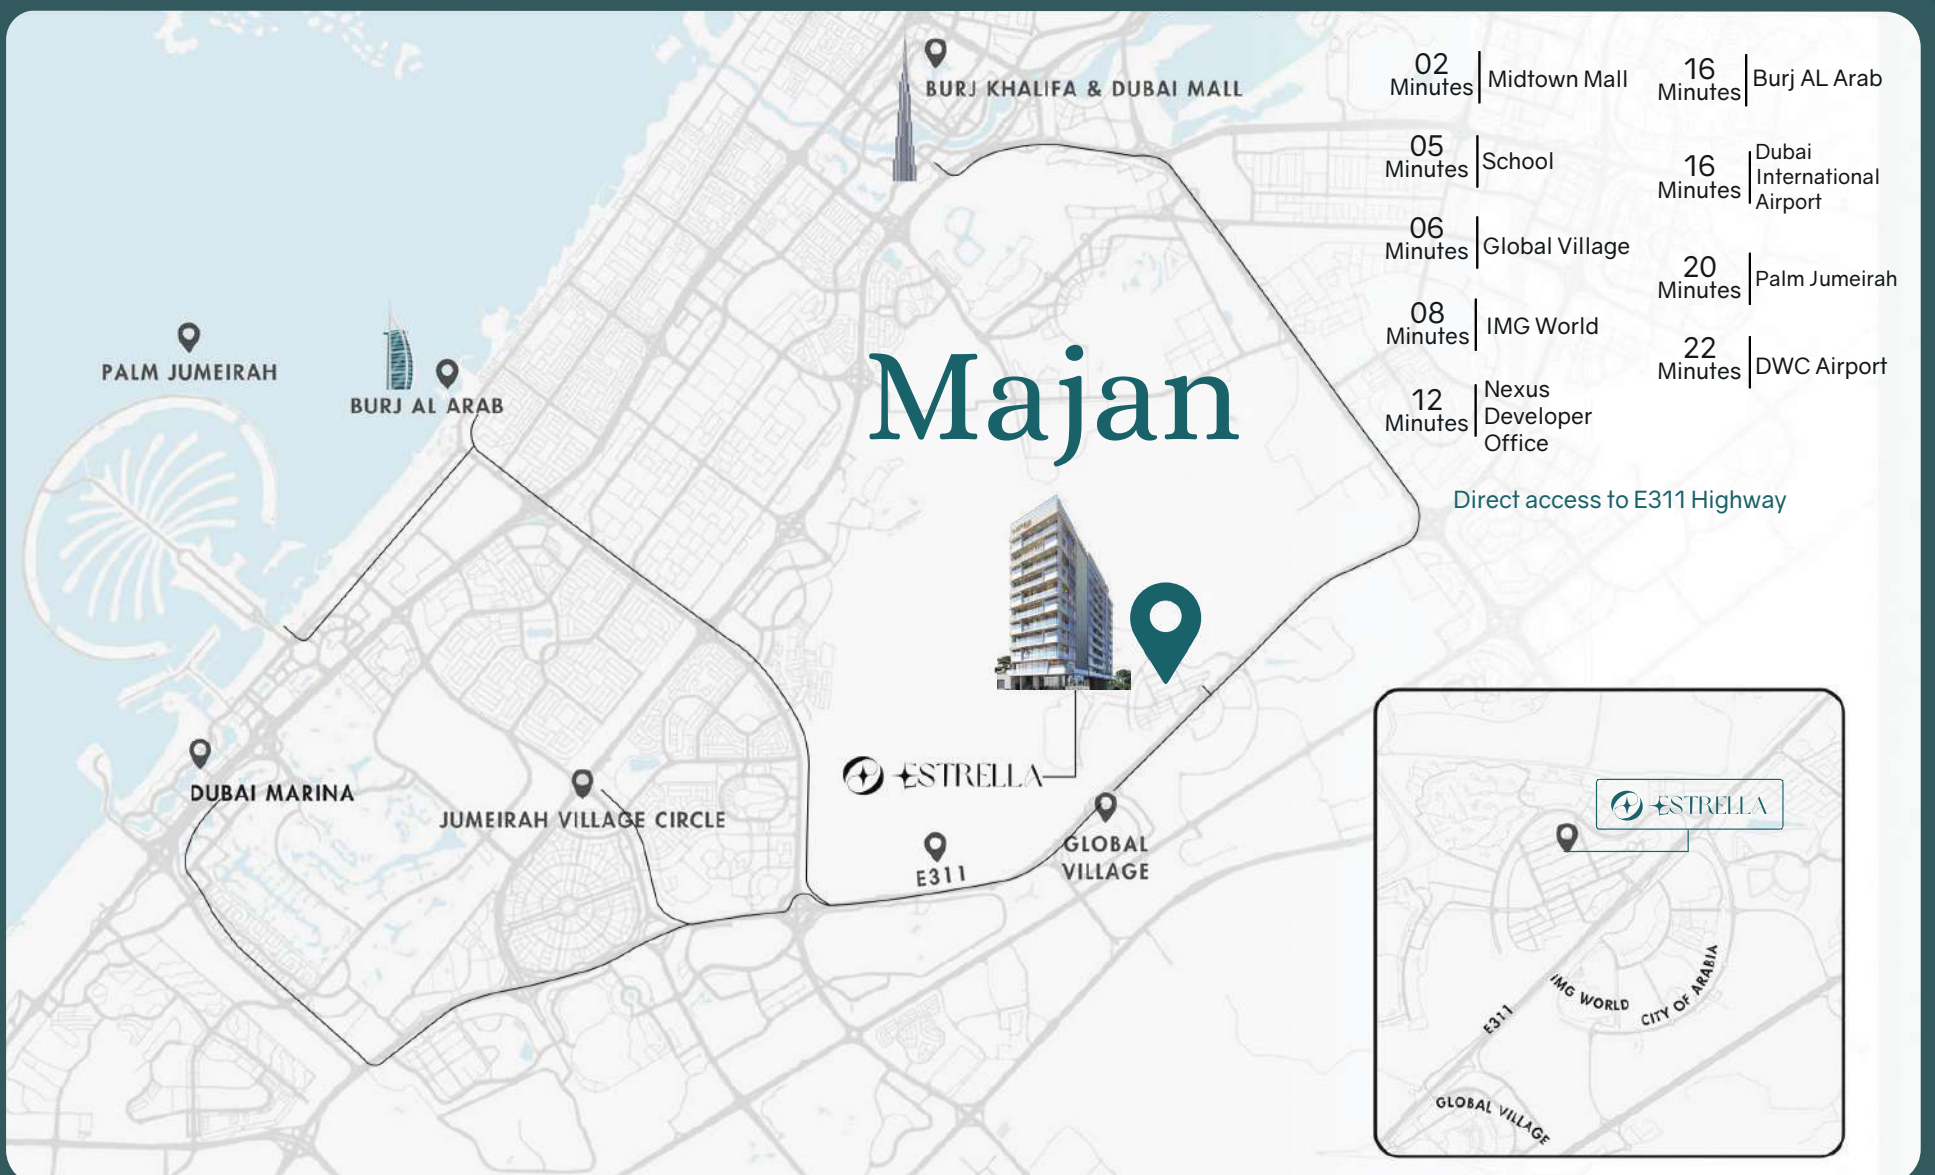 BURJ KHALIFA & DUBAI MALL
PALM JUMEIRAH
BURJ AL ARAB
Majan
ESTRELLA
DUBAI MARINA
JUMEIRAH VILLAGE CIRCLE
E311
GLOBAL
VILLAGE
02
Minutes
Midtown Mall
05
Minutes
School
06
Minutes
Global Village
08
Minutes
IMG World
12
Minutes
Nexus
Developer
Office
16
Minutes
Burj AL Arab
16
Minutes
Dubai
International
Airport
20
Minutes
Palm Jumeirah
22
Minutes
DWC Airport
Direct access to E311 Highway
ESTRELLA
IMG WORLD
CITY OF ARABIA
E311
GLOBAL VILLAGE